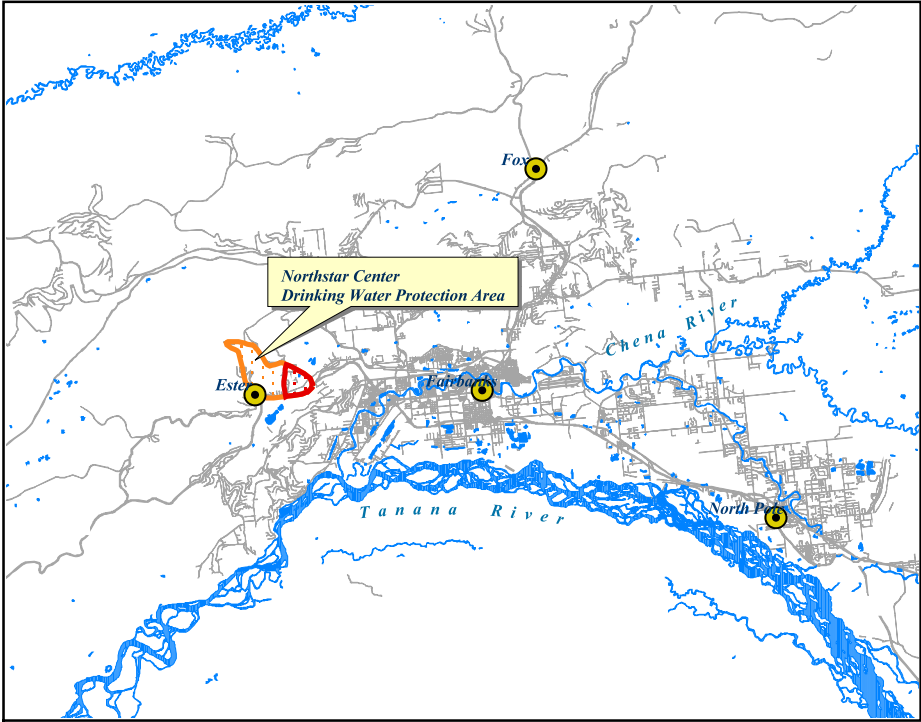 Fox
Northstar Center
Drinking Water Protection Area
Chena River
Ester
Fairbanks
Tanana River
North Pole